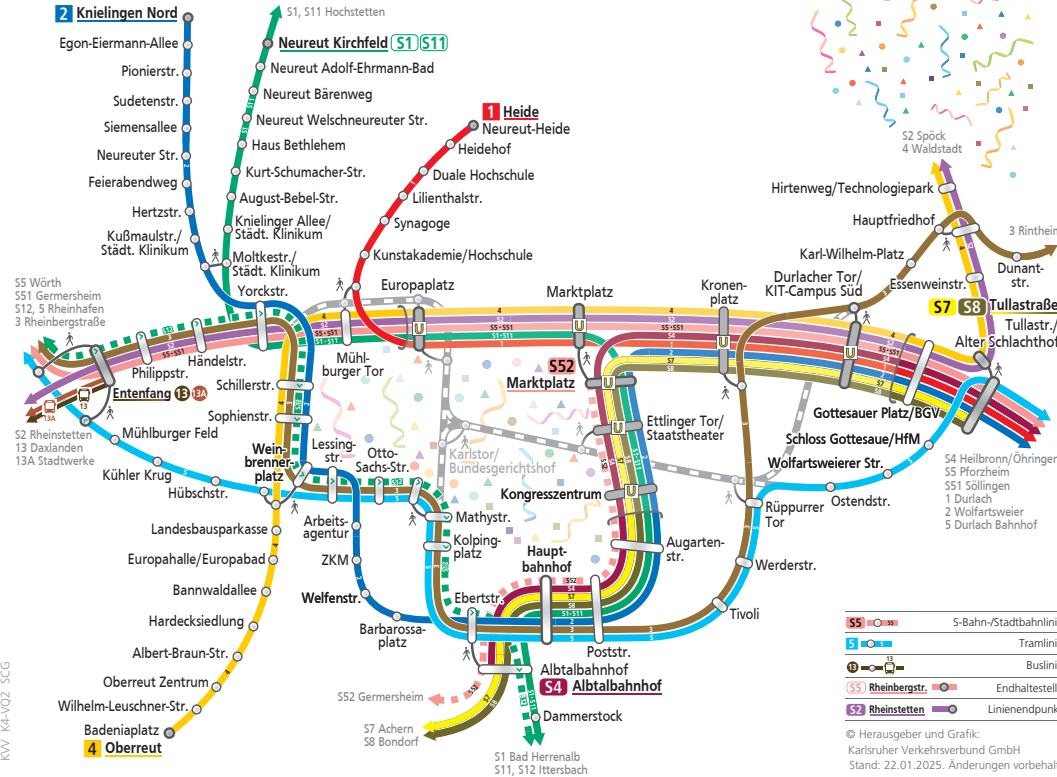 2 Knielingen Nord
Egon-Eiermann-Allee
Pionierstr.
Sudetenstr.
Siemensallee
Neureuter Str.
Feierabendweg
Hertzstr.
Kußmaulstr./
Städt. Klinikum
S1, S11 Hochstetten
Neureut Kirchfeld S1 S11
Neureut Adolf-Ehrmann-Bad
Neureut Bärenweg
Neureut Welschneureuter Str.
Haus Bethlehem
Kurt-Schumacher-Str.
August-Bebel-Str.
Knielinger Allee/
Städt. Klinikum
Moltkestr./
Städt. Klinikum
Yorckstr.
1 Heide
Neureut-Heide
Heidehof
Duale Hochschule
Lilienthalstr.
Synagoge
Kunstakademie/Hochschule
Europaplatz
Marktplatz
Kronen-
platz
Durlacher Tor/
KIT-Campus Süd
Karl-Wilhelm-Platz
Hauptfriedhof
Hirtenweg/Technologiepark
S2 Spöck
4 Waldstadt
3 Rintheim
Dunant-
str.
Essenweinstr.
S7 S8 Tullastraße
Tullastr./
Alter Schlachthof
S5 Wörth
S51 Germersheim
S12, 5 Rheinhafen
3 Rheinbergstraße
Philippstr.
Händelstr.
Entenfang 13 13A
13A
13
S2 Rheinstetten
13 Daxlanden
13A Stadtwerke
Mühlburger Feld
Kühler Krug
Hübschstr.
Mühl-
burger Tor
Schillerstr.
Sophienstr.
Wein-
brenner-
platz
Lessing-
str.
Otto-
Sachs-Str.
Karlstor/
Bundesgerichtshof
S52
Marktplatz
Ettlinger Tor/
Staatstheater
Kongresszentrum
Gottesauer Platz/BGV
Schloss Gottesaue/HfM
Wolfartsweierer Str.
Ostendstr.
Rüppurrer
Tor
S4 Heilbronn/Öhringen
S5 Pforzheim
S51 Söllingen
1 Durlach
2 Wolfartsweier
5 Durlach Bahnhof
Landesbausparkasse
Europahalle/Europabad
Bannwaldallee
Hardecksiedlung
Albert-Braun-Str.
Oberreut Zentrum
Wilhelm-Leuschner-Str.
Badeniaplatz
4 Oberreut
Arbeits-
agentur
ZKM
Welfenstr.
Barbarossa-
platz
Mathystr.
Kolping-
platz
Ebertstr.
Haupt-
bahnhof
Augarten-
str.
Werderstr.
Tivoli
Poststr.
Albtalbahnhof
S4 Albtalbahnhof
Dammerstock
S52 Germersheim
S7 Achern
S8 Bondorf
S1 Bad Herrenalb
S11, S12 Ittersbach
S5 S5 S-Bahn-/Stadtbahnlini
5 5 Tramlini
13 13 Buslini
S5 Rheinbergstr. Endhaltestell
S2 Rheinstetten Linienendpunk
© Herausgeber und Grafik:
Karlsruher Verkehrsverbund GmbH
Stand: 22.01.2025. Änderungen vorbehalt
KVV K4-VQ2 SCG